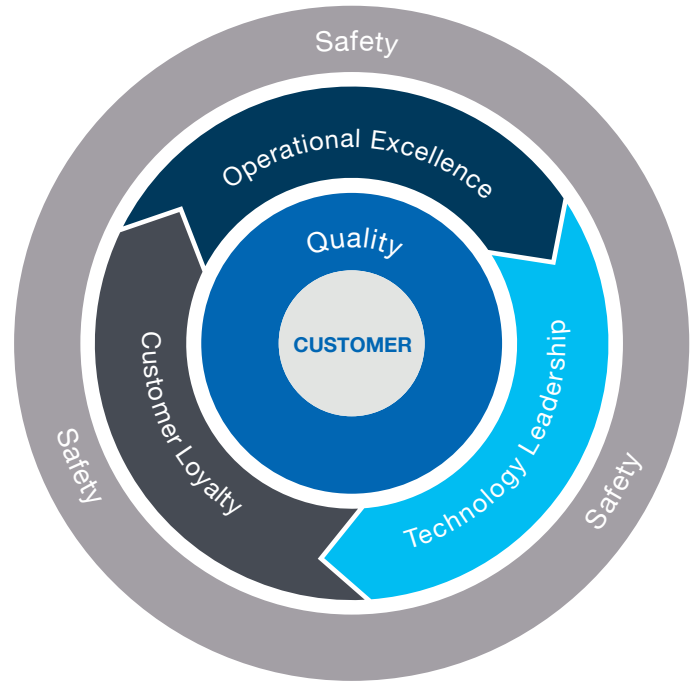 Safety
Operational Excellence
Quality
CUSTOMER
Technology Leadership
Customer Loyalty
Safety
Safety